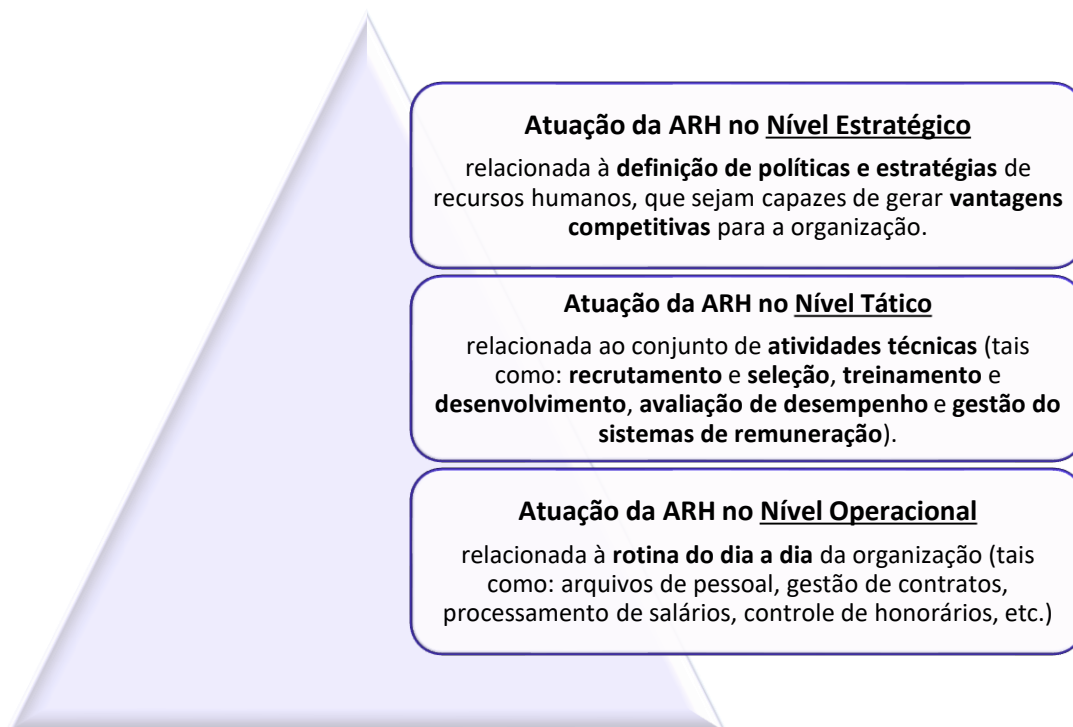 Atuação da ARH no Nível Estratégico
relacionada à definição de políticas e estratégias de
recursos humanos, que sejam capazes de gerar vantagens
competitivas para a organização.
Atuação da ARH no Nível Tático
relacionada ao conjunto de atividades técnicas (tais
como: recrutamento e seleção, treinamento e
desenvolvimento, avaliação de desempenho e gestão do
sistemas de remuneração).
Atuação da ARH no Nível Operacional
relacionada à rotina do dia a dia da organização (tais
como: arquivos de pessoal, gestão de contratos,
processamento de salários, controle de honorários, etc.)